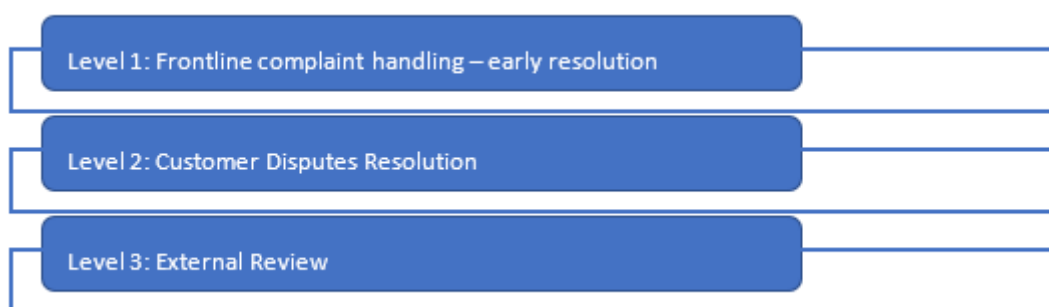 Level 1: Frontline complaint handling – early resolution
Level 2: Customer Disputes Resolution
Level 3: External Review